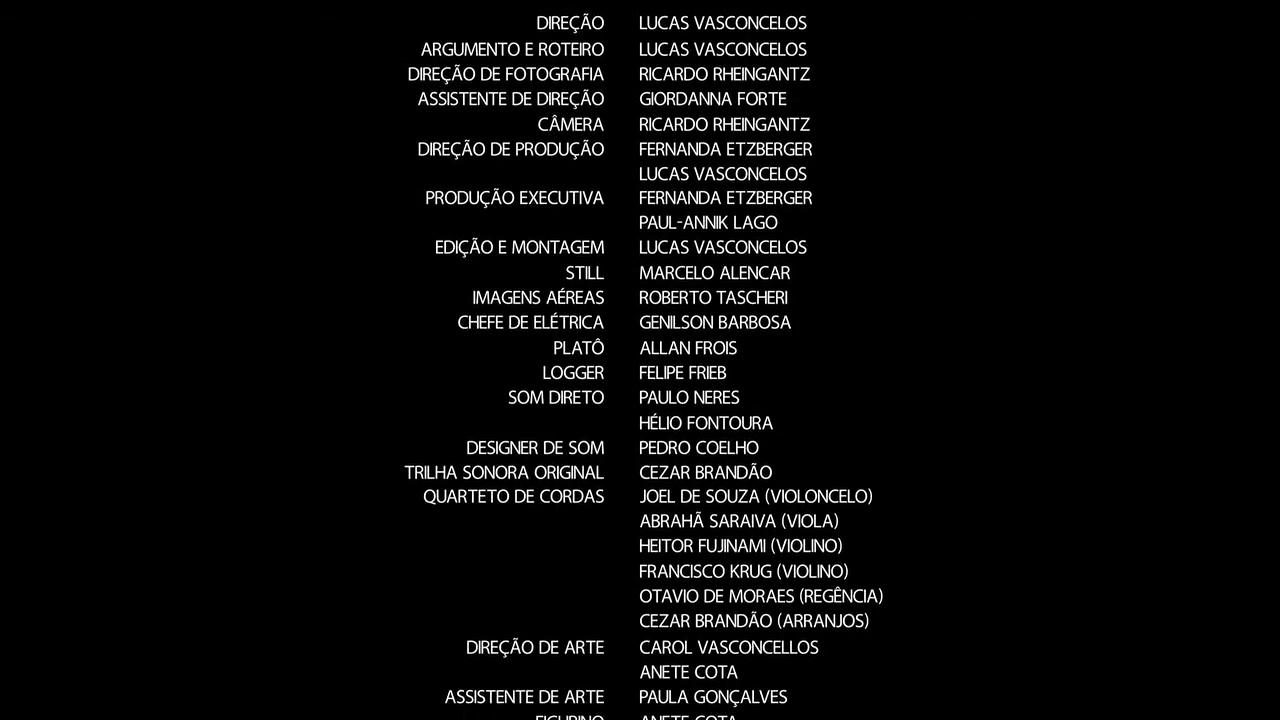 DIREÇÃO LUCAS VASCONCELOS
ARGUMENTO E ROTEIRO LUCAS VASCONCELOS
DIREÇÃO DE FOTOGRAFIA RICARDO RHEINGANTZ
ASSISTENTE DE DIREÇÃO GIORDANNA FORTE
CÂMERA RICARDO RHEINGANTZ
DIREÇÃO DE PRODUÇÃO FERNANDA ETZBERGER
LUCAS VASCONCELOS
PRODUÇÃO EXECUTIVA FERNANDA ETZBERGER
PAUL-ANNIK LAGO
EDIÇÃO E MONTAGEM LUCAS VASCONCELOS
STILL MARCELO ALENCAR
IMAGENS AÉREAS ROBERTO TASCHERI
CHEFE DE ELÉTRICA GENILSON BARBOSA
PLATÔ ALLAN FROIS
LOGGER FELIPE FRIEB
SOM DIRETO PAULO NERES
HÉLIO FONTOURA
DESIGNER DE SOM PEDRO COELHO
TRILHA SONORA ORIGINAL CEZAR BRANDÃO
QUARTETO DE CORDAS JOEL DE SOUZA (VIOLONCELO)
ABRAHÃ SARAIVA (VIOLA)
HEITOR FUJINAMI (VIOLINO)
FRANCISCO KRUG (VIOLINO)
OTAVIO DE MORAES (REGÊNCIA)
CEZAR BRANDÃO (ARRANJOS)
DIREÇÃO DE ARTE CAROL VASCONCELLOS
ANETE COTA
ASSISTENTE DE ARTE PAULA GONÇALVES
FIGURINO ANETE COTA